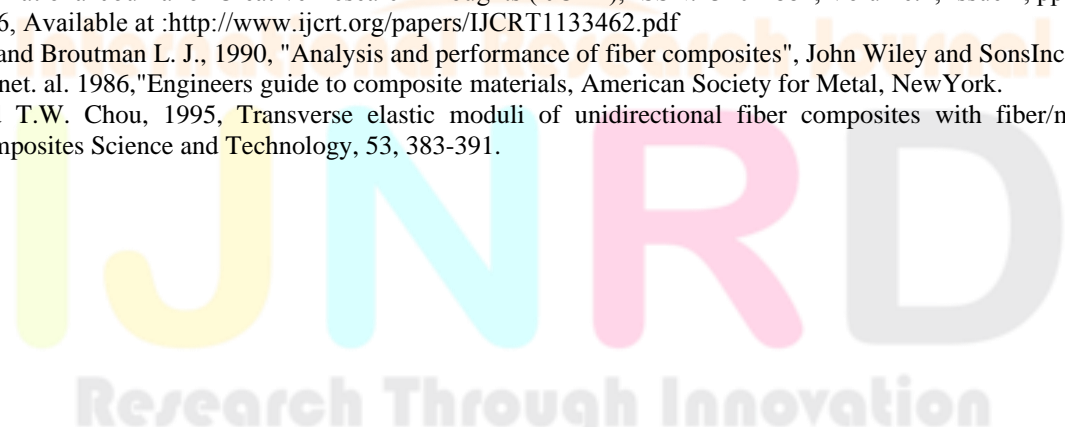 6, Available at :http://www.ijcrt.org/papers/IJCRT1133462.pdf
and Broutman L. J., 1990, "Analysis and performance of fiber composites", John Wiley and SonsInc
net. al. 1986,"Engineers guide to composite materials, American Society for Metal, NewYork.
T.W. Chou, 1995, Transverse elastic moduli of unidirectional fiber composites with fiber/m
mposites Science and Technology, 53, 383-391.
IJNRD
Research Through Innovation